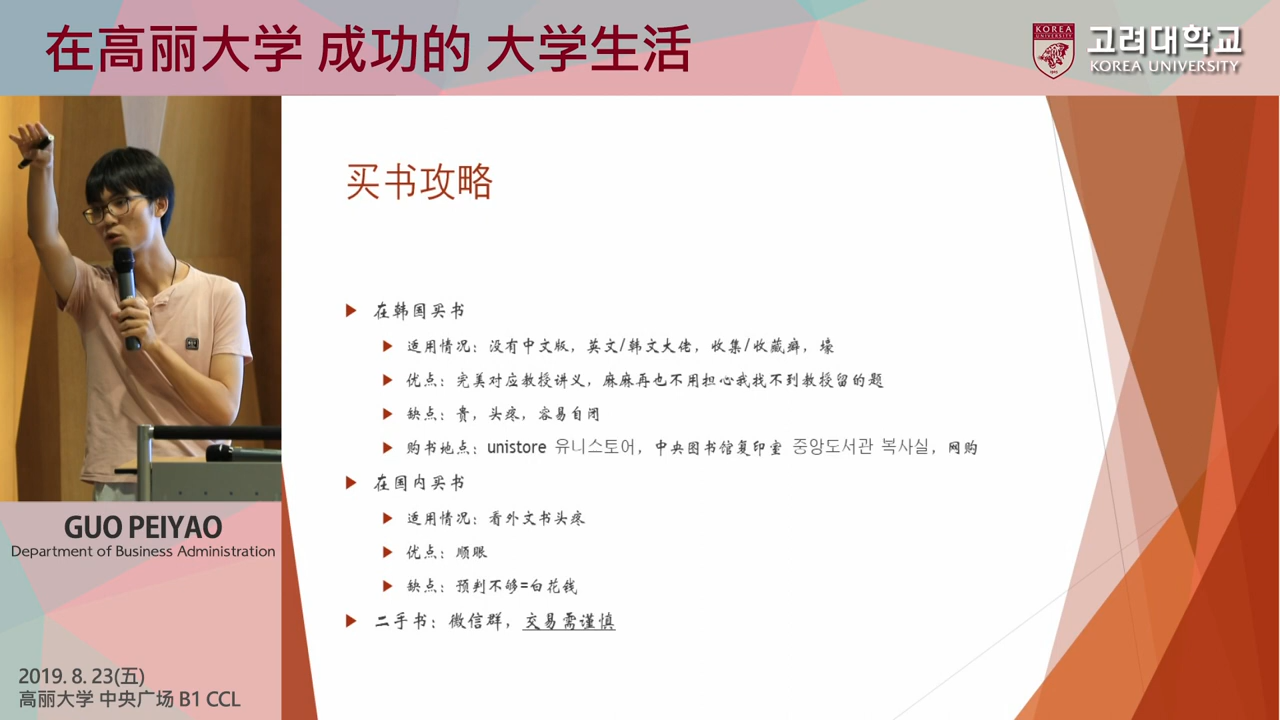 在高丽大学 成功的 大学生活
KOREA
UNIVERSITY
고려대학교
KOREA UNIVERSITY
买书攻略
在韩国买书
适用情况：没有中文版，英文/韩文大佬，收集/收藏癖，壕
优点：完美对应教授讲义，麻麻再也不用担心我找不到教授留的题
缺点：贵，头疼，容易自闭
购书地点：unistore 유니스토어，中央图书馆复印室 중앙도서관 복사실，网购
在国内买书
适用情况：看外文书头疼
优点：顺眼
缺点：预判不够=白花钱
二手书：微信群，交易需谨慎
GUO PEIYAO
Department of Business Administration
2019. 8. 23(五)
高丽大学 中央广场 B1 CCL